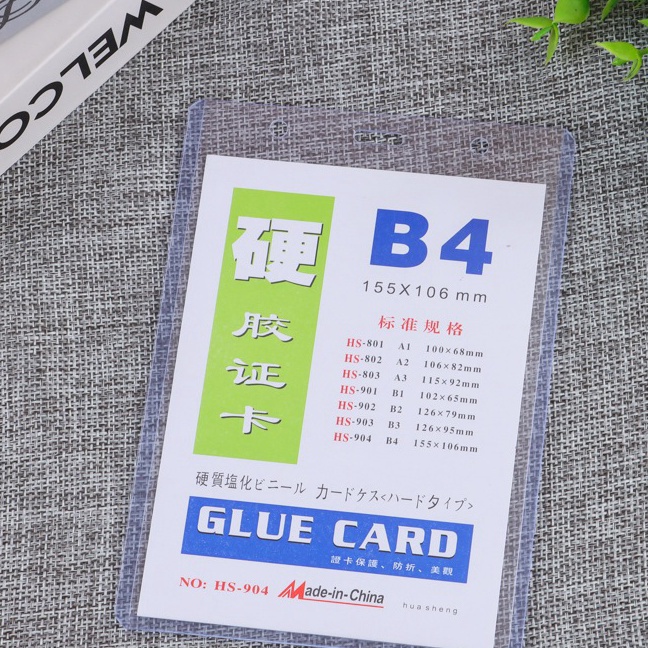 WELCO
硬胶证卡
B4
155X106mm
标准规格
HS-801 A1 100×68mm
HS-802 A2 106×82mm
HS-803 A3 115×92mm
HS-901 B1 102×65mm
HS-902 B2 126×79mm
HS-903 B3 126×95mm
HS-904 B4 155×106mm
硬質塩化ビニール カードケス<ハードタイプ>
GLUE CARD
證卡保護、防折、美觀
NO: HS-904 Made-in-China huasheng